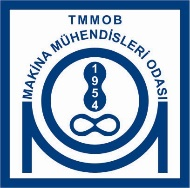 TMMOB
MAKİNA MÜHENDİSLERİ ODASI
1954